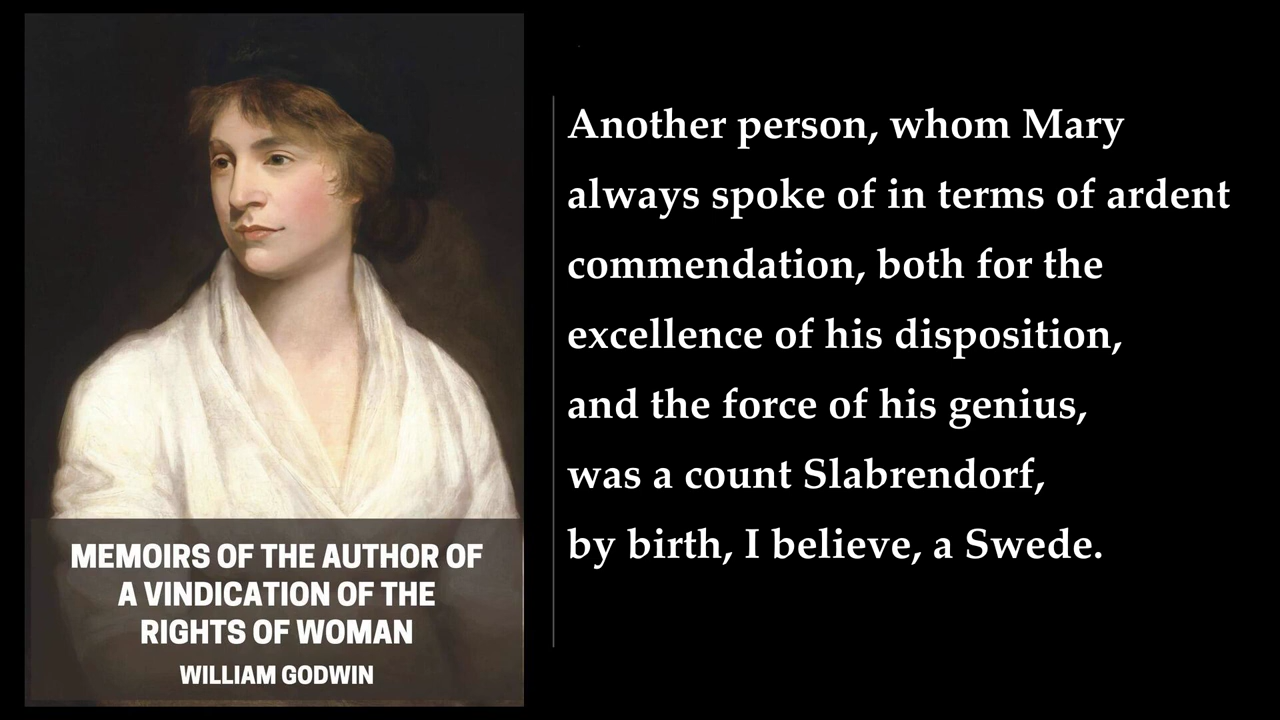 MEMOIRS OF THE AUTHOR OF
A VINDICATION OF THE
RIGHTS OF WOMAN
WILLIAM GODWIN
Another person, whom Mary
always spoke of in terms of ardent
commendation, both for the
excellence of his disposition,
and the force of his genius,
was a count Slabrendorf,
by birth, I believe, a Swede.